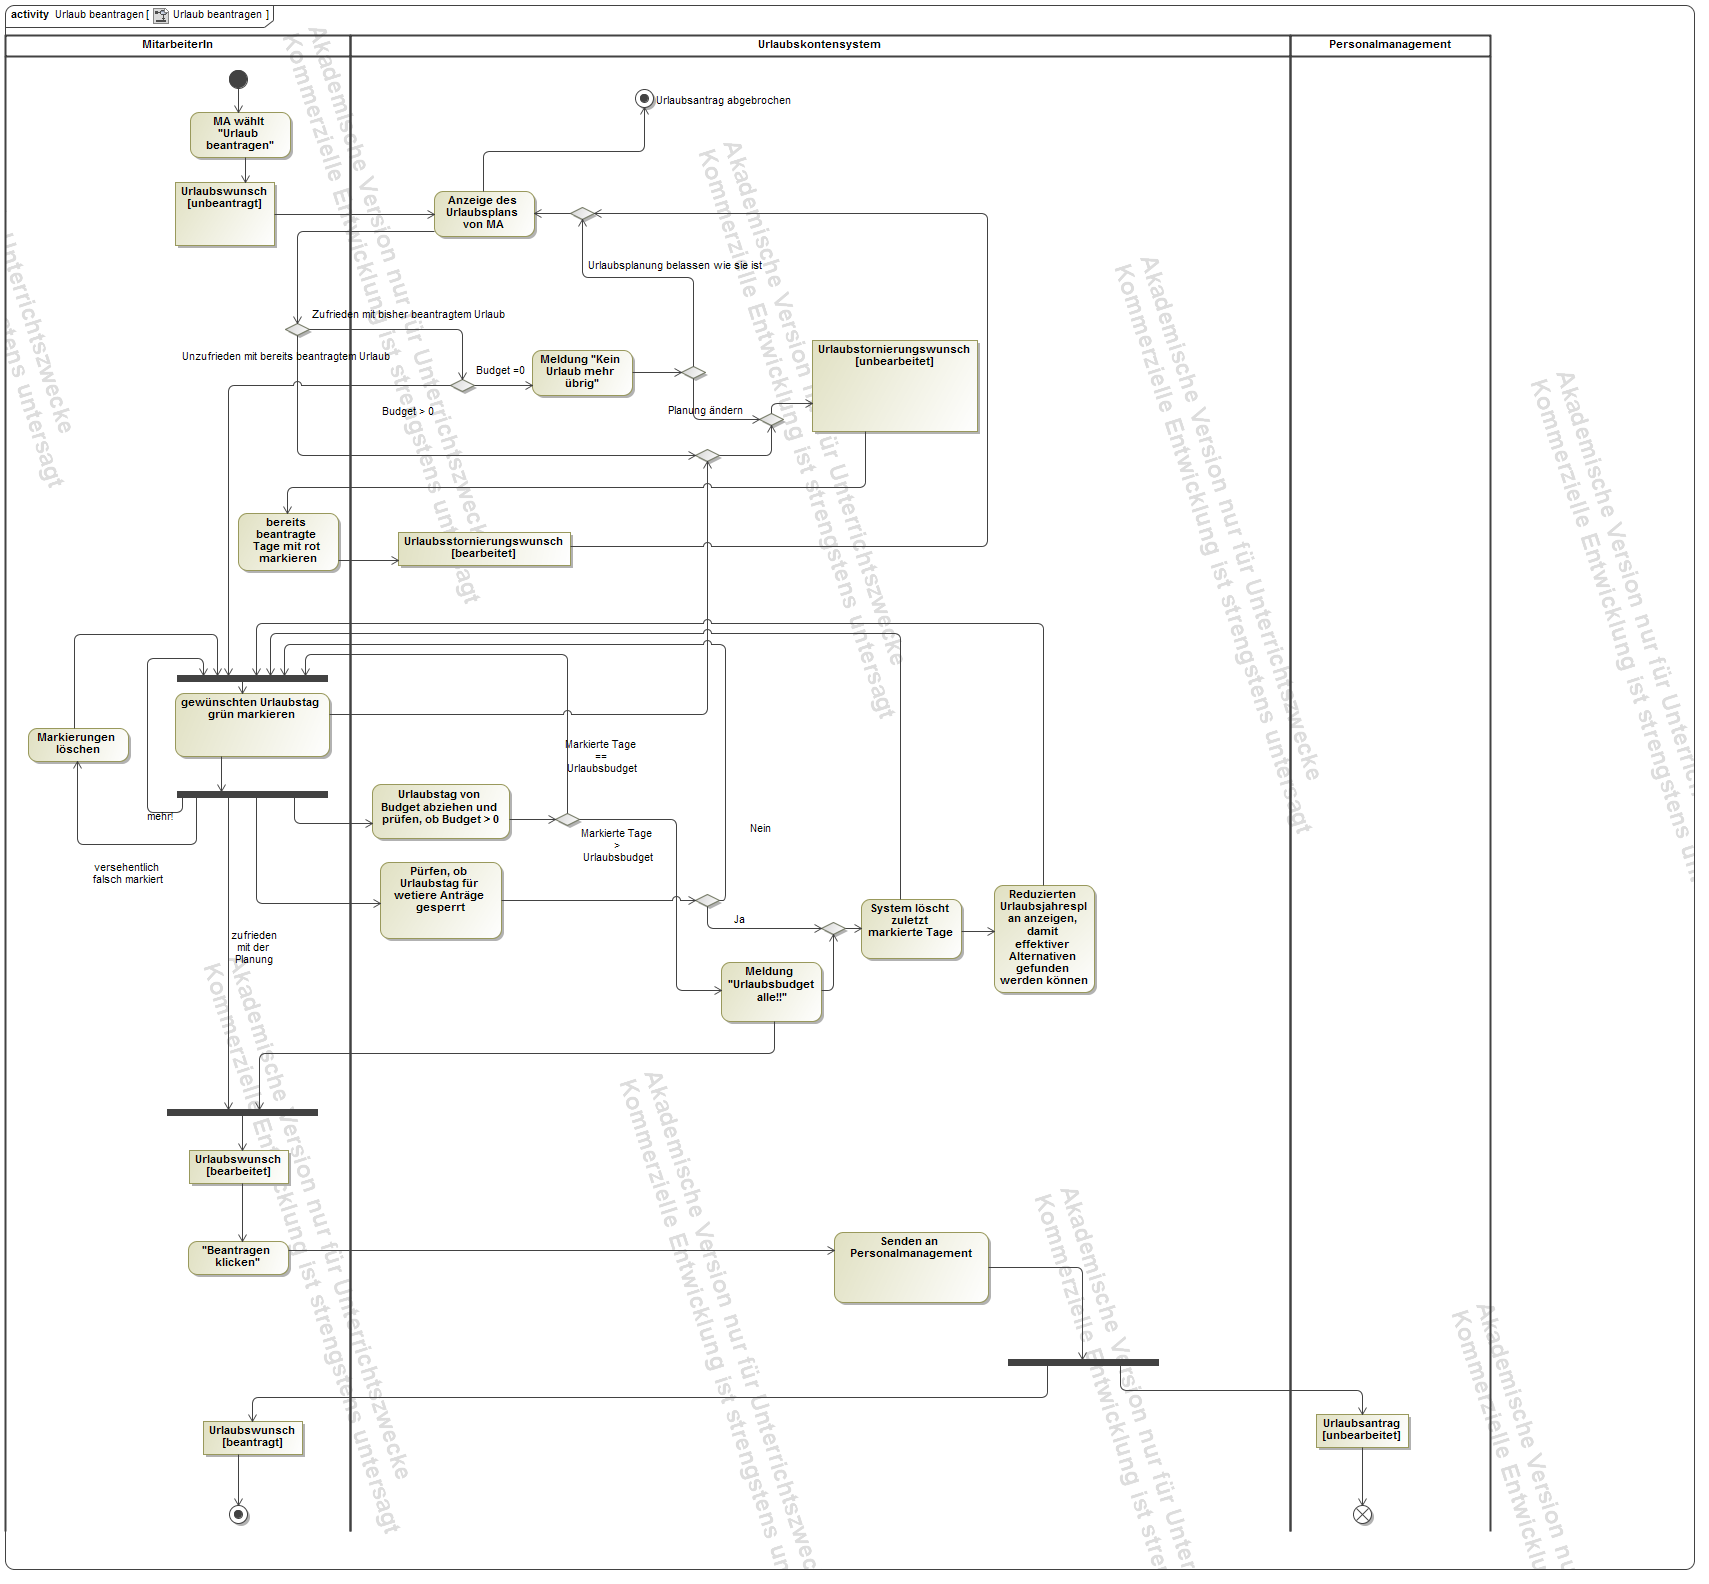 activity Urlaub beantragen [ Urlaub beantragen ]
MitarbeiterIn
Urlaubskontensystem
Personalmanagement
MA wählt
"Urlaub
beantragen"
Urlaubsantrag abgebrochen
Urlaubswunsch
[unbeantragt]
Anzeige des
Urlaubsplans
von MA
Urlaubsplanung belassen wie sie ist
Zufrieden mit bisher beantragtem Urlaub
Unzufrieden mit bereits beantragtem Urlaub
Budget =0
Meldung "Kein
Urlaub mehr
übrig"
Urlaubstornierungswunsch
[unbearbeitet]
Budget > 0
Planung ändern
bereits
beantragte
Tage mit rot
markieren
Urlaubsstornierungswunsch
[bearbeitet]
gewünschten Urlaubstag
grün markieren
Markierungen
löschen
Markierte Tage
==
Urlaubsbudget
mehr!
Urlaubstag von
Budget abziehen und
prüfen, ob Budget > 0
Markierte Tage
>
Urlaubsbudget
Nein
versehentlich
falsch markiert
Pürfen, ob
Urlaubstag für
wetiere Anträge
gesperrt
Ja
System löscht
zuletzt
markierte Tage
Reduzierten
Urlaubsjahrespl
an anzeigen,
damit
effektiver
Alternativen
gefunden
werden können
zufrieden
mit der
Planung
Meldung
"Urlaubsbudget
alle!!"
Urlaubswunsch
[bearbeitet]
"Beantragen
klicken"
Senden an
Personalmanagement
Urlaubswunsch
[beantragt]
Urlaubsantrag
[unbearbeitet]
Akademische Version nur für Unterrichtszwecke
Kommerzielle Entwicklung ist strengstens untersagt